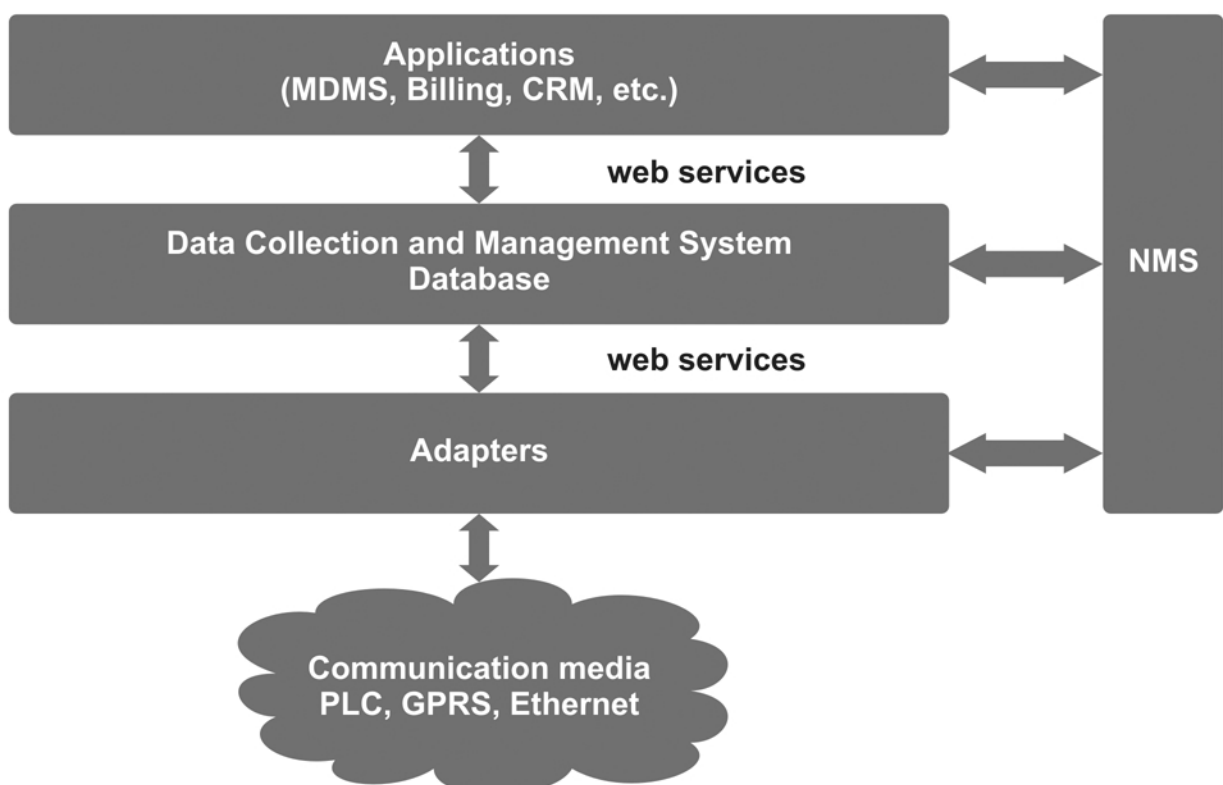 Applications
(MDMS, Billing, CRM, etc.)
web services
Data Collection and Management System
Database
NMS
web services
Adapters
Communication media
PLC, GPRS, Ethernet